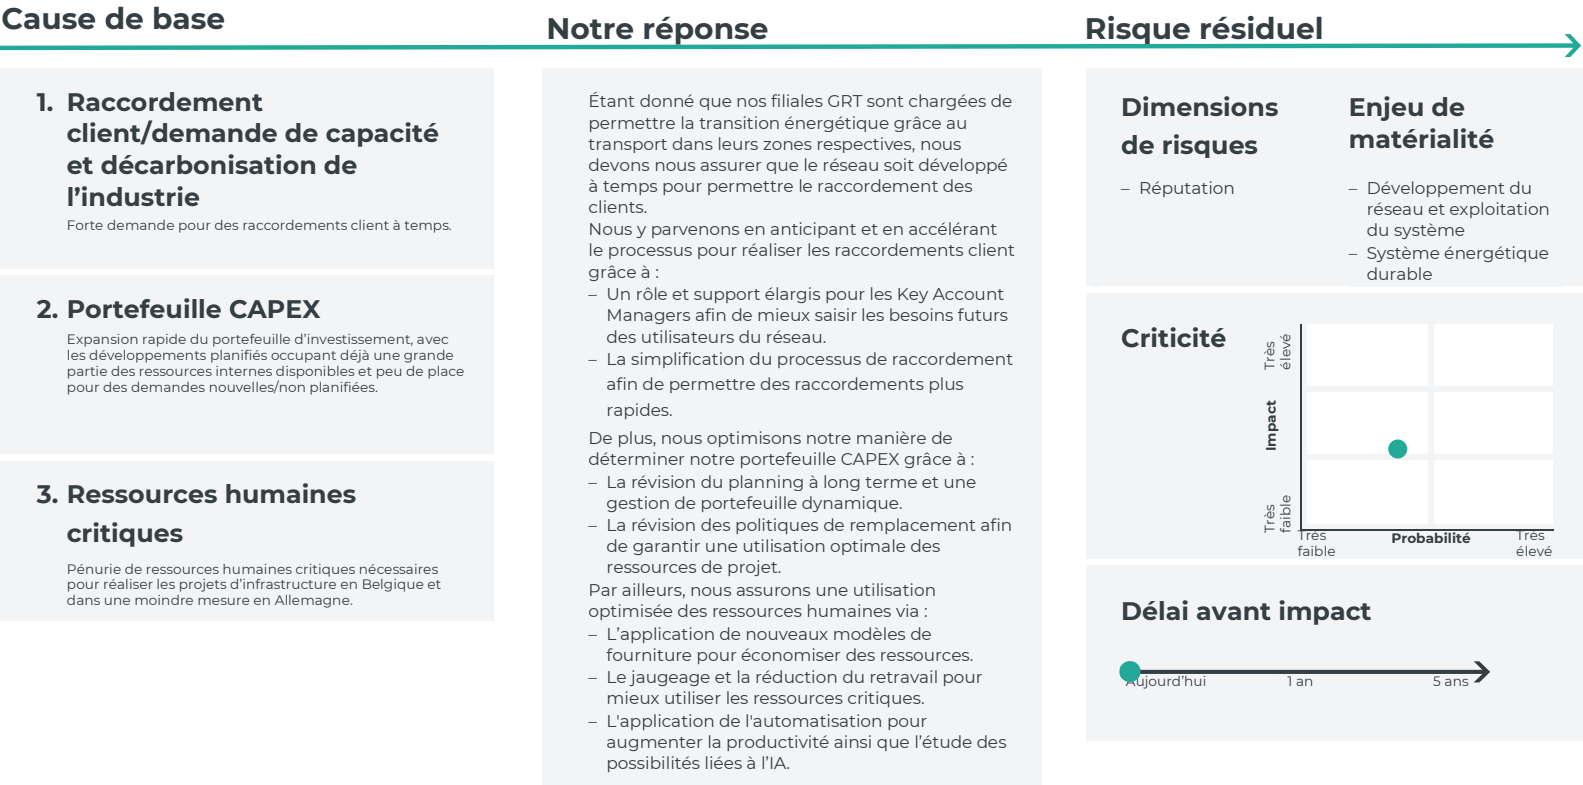 Cause de base
Notre réponse
Risque résiduel
1. Raccordement
client/demande de capacité
et décarbonisation de
l’industrie
Forte demande pour des raccordements client à temps.
2. Portefeuille CAPEX
Expansion rapide du portefeuille d’investissement, avec
les développements planifiés occupant déjà une grande
partie des ressources internes disponibles et peu de place
pour des demandes nouvelles/non planifiées.
3. Ressources humaines
critiques
Pénurie de ressources humaines critiques nécessaires
pour réaliser les projets d’infrastructure en Belgique et
dans une moindre mesure en Allemagne.
Étant donné que nos filiales GRT sont chargées de
permettre la transition énergétique grâce au
transport dans leurs zones respectives, nous
devons nous assurer que le réseau soit développé
à temps pour permettre le raccordement des
clients.
Nous y parvenons en anticipant et en accélérant
le processus pour réaliser les raccordements client
grâce à :
– Un rôle et support élargis pour les Key Account
Managers afin de mieux saisir les besoins futurs
des utilisateurs du réseau.
– La simplification du processus de raccordement
afin de permettre des raccordements plus
rapides.
De plus, nous optimisons notre manière de
déterminer notre portefeuille CAPEX grâce à :
– La révision du planning à long terme et une
gestion de portefeuille dynamique.
– La révision des politiques de remplacement afin
de garantir une utilisation optimale des
ressources de projet.
Par ailleurs, nous assurons une utilisation
optimisée des ressources humaines via :
– L’application de nouveaux modèles de
fourniture pour économiser des ressources.
– Le jaugeage et la réduction du retravail pour
mieux utiliser les ressources critiques.
– L'application de l'automatisation pour
augmenter la productivité ainsi que l’étude des
possibilités liées à l’IA.
Dimensions
de risques
– Réputation
Enjeu de
matérialité
– Développement du
réseau et exploitation
du système
– Système énergétique
durable
Criticité
Très
élevé
Impact
Très
faible
Très
faible
Probabilité
Très
élevé
Délai avant impact
Aujourd’hui
1 an
5 ans